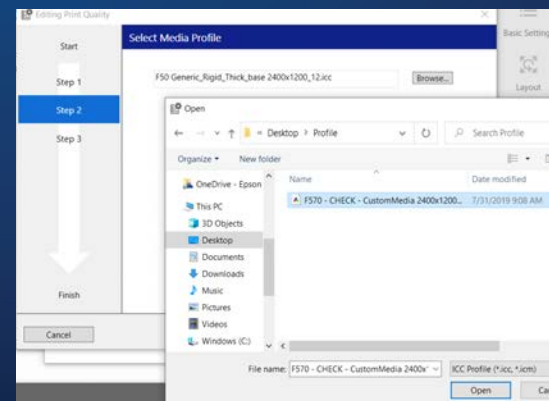 Editing Print Quality
Start
Step 1
Step 2
Step 3
Finish
Cancel
Select Media Profile
F50 Generic_Rigid_Thick_base 2400x1200_12.icc
Browse...
Basic Setting
Layout
Open
Desktop > Profile
Search Profile
Organize
New folder
OneDrive - Epson
This PC
3D Objects
Desktop
Documents
Downloads
Music
Pictures
Videos
Windows (C:)
Name
Date modified
F570 - CHECK - CustomMedia 2400x1200...
7/31/2019 9:08 AM
File name:
F570 - CHECK - CustomMedia 2400x
ICC Profile (*.icc, *.icm)
Open